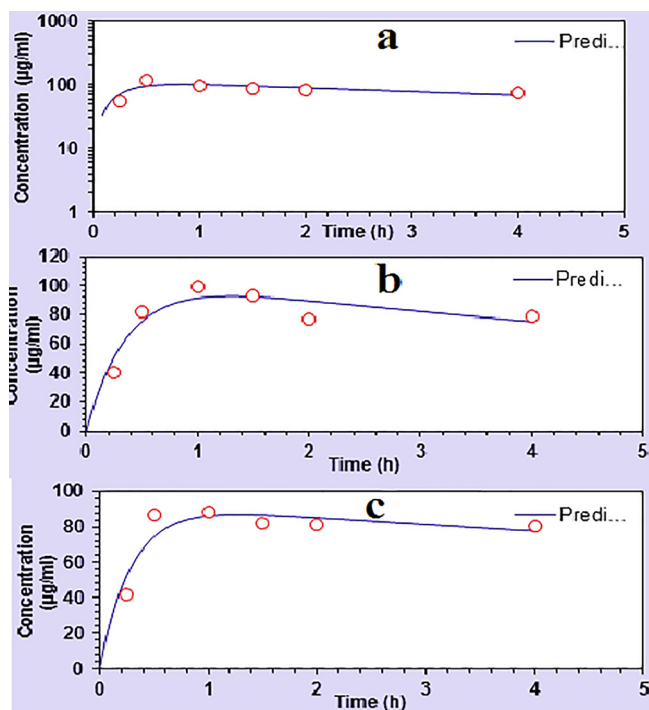 1000
100
10
1
Concentration (µg/ml)
a
Predi...
0
1
2
3
4
5
Time (h)
120
100
80
60
40
20
0
Concentration
(µg/ml)
b
Predi...
0
1
2
3
4
5
Time (h)
100
80
60
40
20
0
Concentration
(µg/ml)
c
Predi...
0
1
2
3
4
5
Time (h)